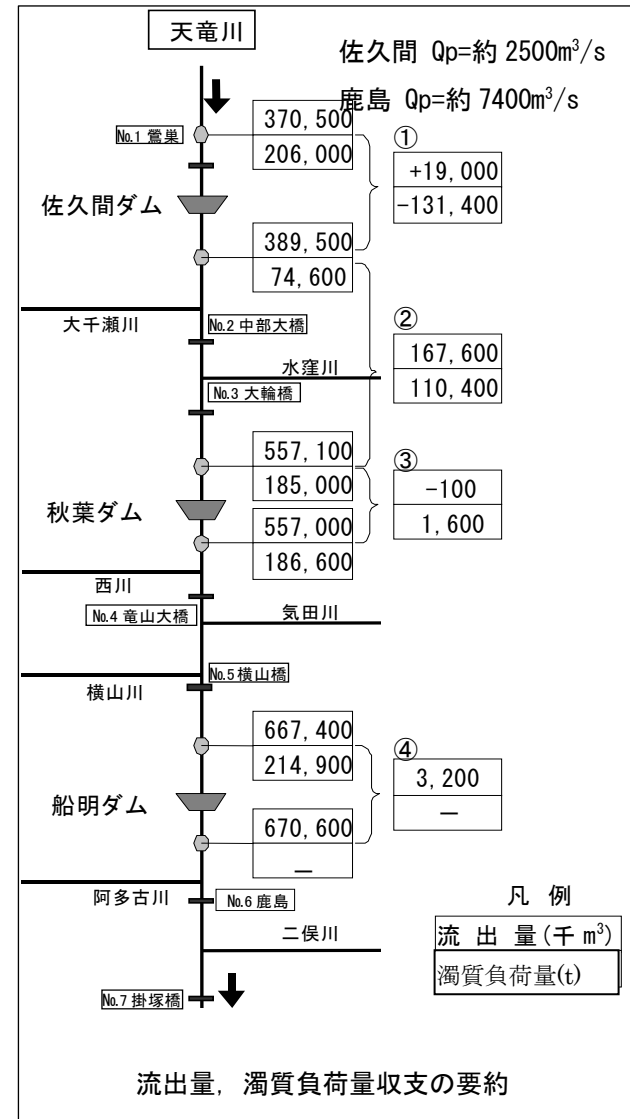 天竜川
佐久間 Qp=約 2500m³/s
鹿島 Qp=約 7400m³/s
No.1 鶯巣
370,500
206,000
①
+19,000
-131,400
佐久間ダム
389,500
74,600
大千瀬川
No.2 中部大橋
②
167,600
110,400
水窪川
No.3 大輪橋
557,100
185,000
③
-100
1,600
秋葉ダム
557,000
186,600
西川
No.4 竜山大橋
気田川
No.5 横山橋
横山川
667,400
214,900
④
3,200
―
船明ダム
670,600
―
阿多古川
No.6 鹿島
二俣川
凡 例
流 出 量(千 m³)
濁質負荷量(t)
No.7 掛塚橋
流出量, 濁質負荷量収支の要約